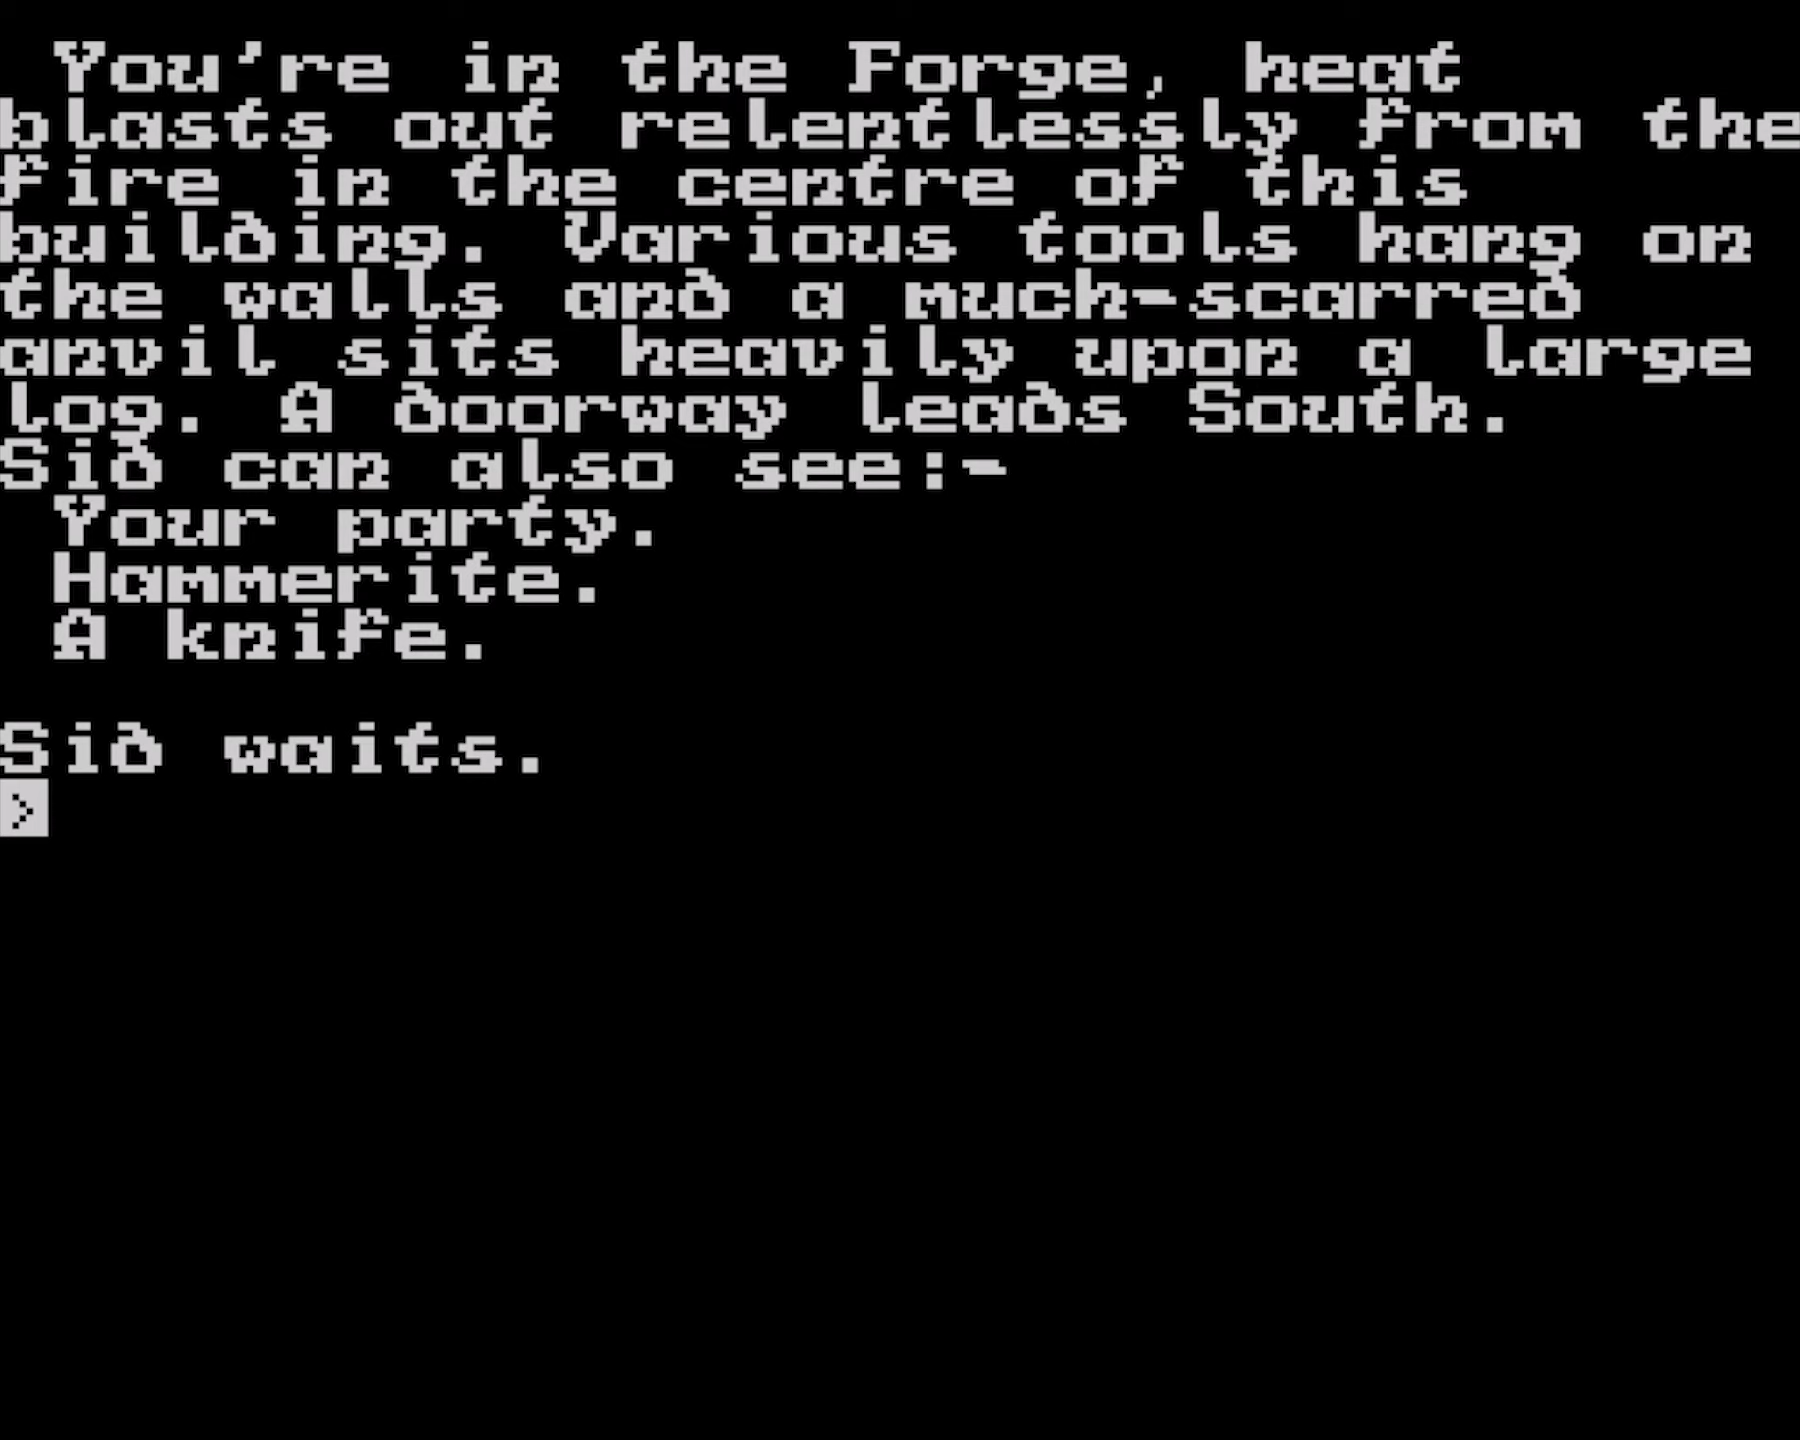 You're in the Forge, heat
blasts out relentlessly from the
fire in the centre of this
building. Various tools hang on
the walls and a much-scarred
anvil sits heavily upon a large
log. A doorway leads South.
Sid can also see:-
Your party.
Hammerite.
A knife.
Sid waits.
>